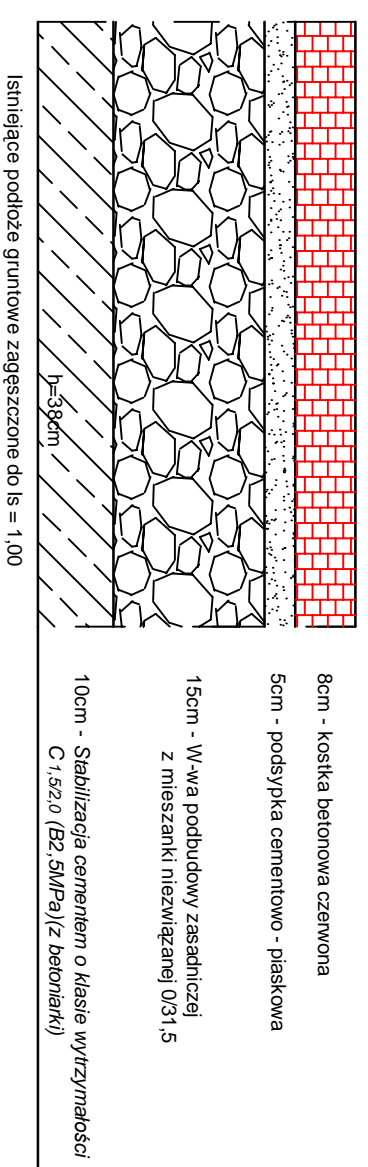 8cm - kostka betonowa czerwona
5cm - podsypka cementowo - piaskowa
15cm - W-wa podbudowy zasadniczej
z mieszanki niezwiązanej 0/31,5
10cm - Stabilizacja cementem o klasie wytrzymałości
C 1,5/2,0 (B2,5MPa)(z betoniarki)
h=38cm
Istniejące podłoże gruntowe zagęszczone do Is = 1,00